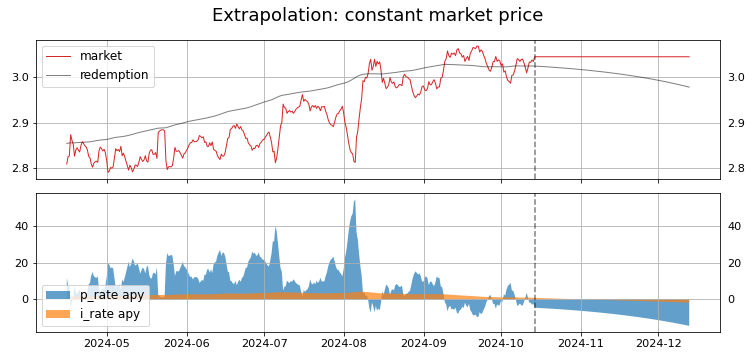 Extrapolation: constant market price
market
redemption
3.0
2.9
2.8
3.0
2.9
2.8
40
20
0
40
20
0
p_rate apy
i_rate apy
2024-05 2024-06 2024-07 2024-08 2024-09 2024-10 2024-11 2024-12